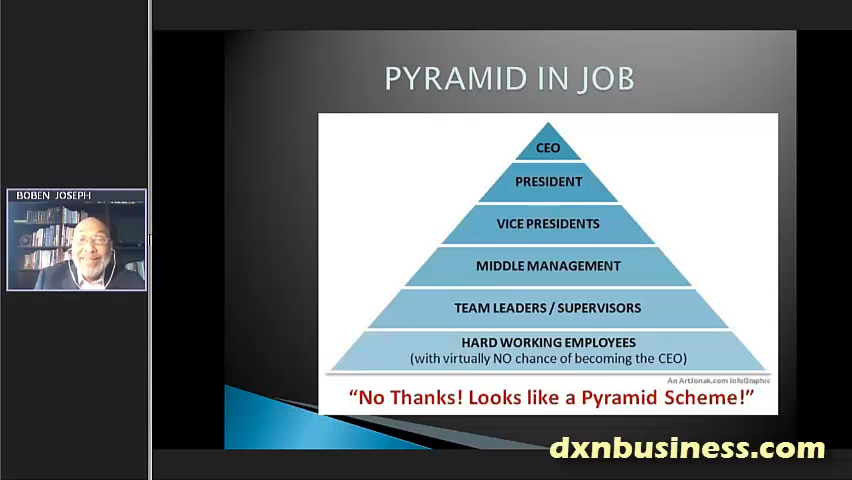 PYRAMID IN JOB
BOBEN JOSEPH
CEO
PRESIDENT
VICE PRESIDENTS
MIDDLE MANAGEMENT
TEAM LEADERS / SUPERVISORS
HARD WORKING EMPLOYEES
(with virtually NO chance of becoming the CEO)
An ArtJonak.com InfoGraphic
“No Thanks! Looks like a Pyramid Scheme!”
dxnbusiness.com